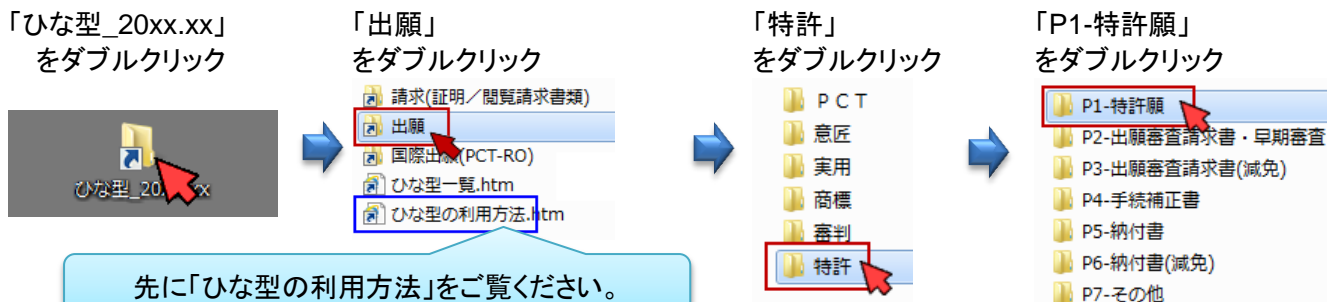 「ひな型_20xx.xx」
をダブルクリック
ひな型_20 xx
「出願」
をダブルクリック
請求(証明／閲覧請求書類)
出願
国際出願(PCT-RO)
ひな型一覧.htm
ひな型の利用方法.htm
先に「ひな型の利用方法」をご覧ください。
「特許」
をダブルクリック
ＰＣＴ
意匠
実用
商標
審判
特許
「P1-特許願」
をダブルクリック
P1-特許願
P2-出願審査請求書・早期審査
P3-出願審査請求書(減免)
P4-手続補正書
P5-納付書
P6-納付書(減免)
P7-その他